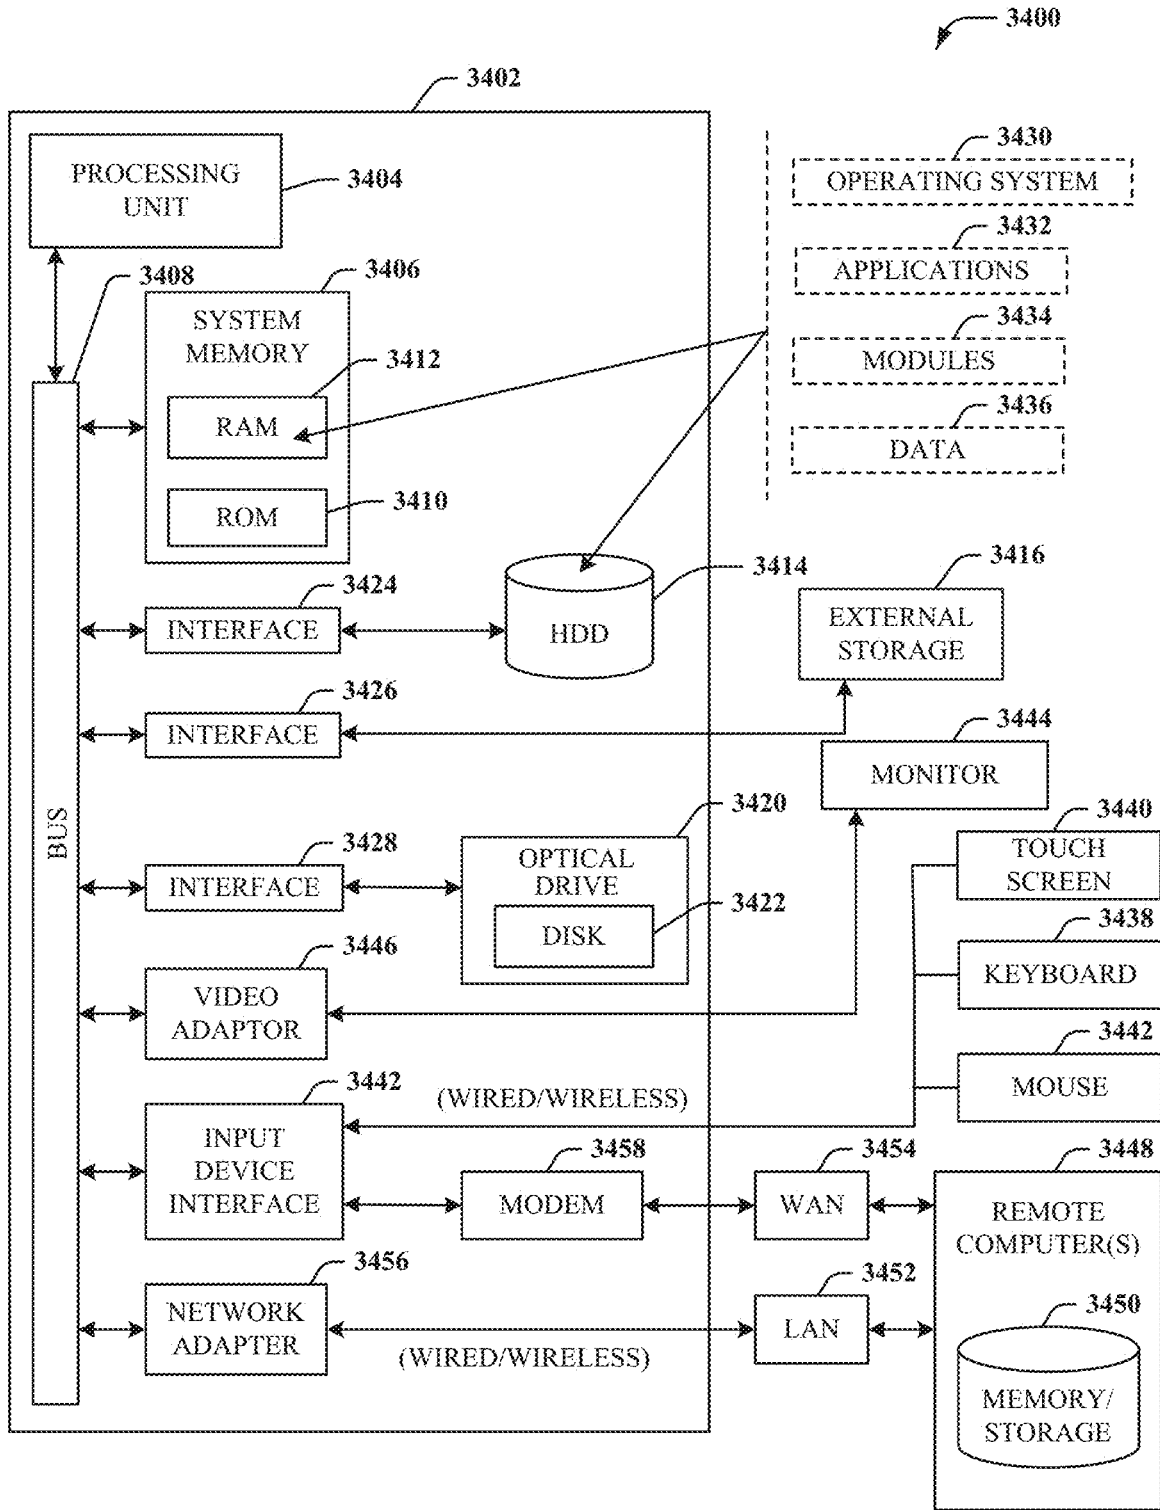 3400
3402
PROCESSING
UNIT
3404
3408
3406
SYSTEM
MEMORY
3412
RAM
ROM
3410
3430
OPERATING SYSTEM
3432
APPLICATIONS
3434
MODULES
3436
DATA
3424
INTERFACE
HDD
3414
3416
EXTERNAL
STORAGE
3426
INTERFACE
3444
MONITOR
BUS
3428
INTERFACE
3420
OPTICAL
DRIVE
3422
DISK
3440
TOUCH
SCREEN
3438
KEYBOARD
3446
VIDEO
ADAPTOR
3442
MOUSE
3442
INPUT
DEVICE
INTERFACE
(WIRED/WIRELESS)
3458
MODEM
3454
WAN
3448
REMOTE
COMPUTER(S)
3456
NETWORK
ADAPTER
(WIRED/WIRELESS)
3452
LAN
3450
MEMORY/
STORAGE